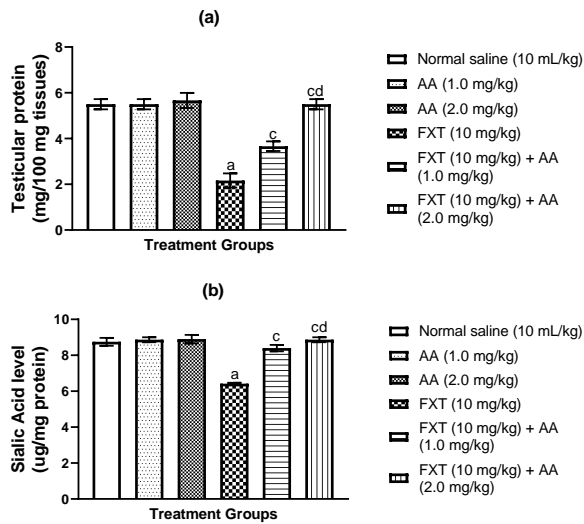 (a)
Testicular protein
(mg/100 mg tissues)
8
6
4
2
0
a
c
cd
Treatment Groups
Normal saline (10 mL/kg)
AA (1.0 mg/kg)
AA (2.0 mg/kg)
FXT (10 mg/kg)
FXT (10 mg/kg) + AA
(1.0 mg/kg)
FXT (10 mg/kg) + AA
(2.0 mg/kg)
(b)
Sialic Acid level
(ug/mg protein)
10
8
6
4
2
0
a
c
cd
Treatment Groups
Normal saline (10 mL/kg)
AA (1.0 mg/kg)
AA (2.0 mg/kg)
FXT (10 mg/kg)
FXT (10 mg/kg) + AA
(1.0 mg/kg)
FXT (10 mg/kg) + AA
(2.0 mg/kg)